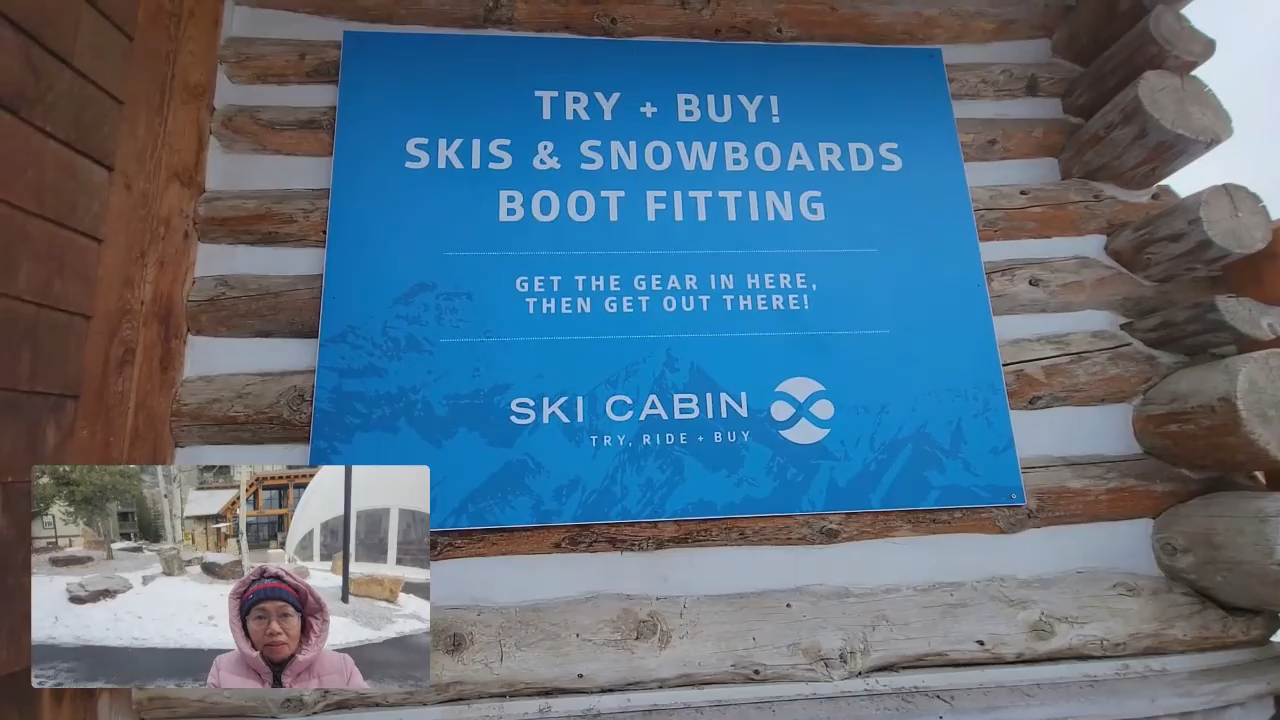 TRY + BUY!
SKIS & SNOWBOARDS
BOOT FITTING
GET THE GEAR IN HERE,
THEN GET OUT THERE!
SKI CABIN
TRY, RIDE + BUY